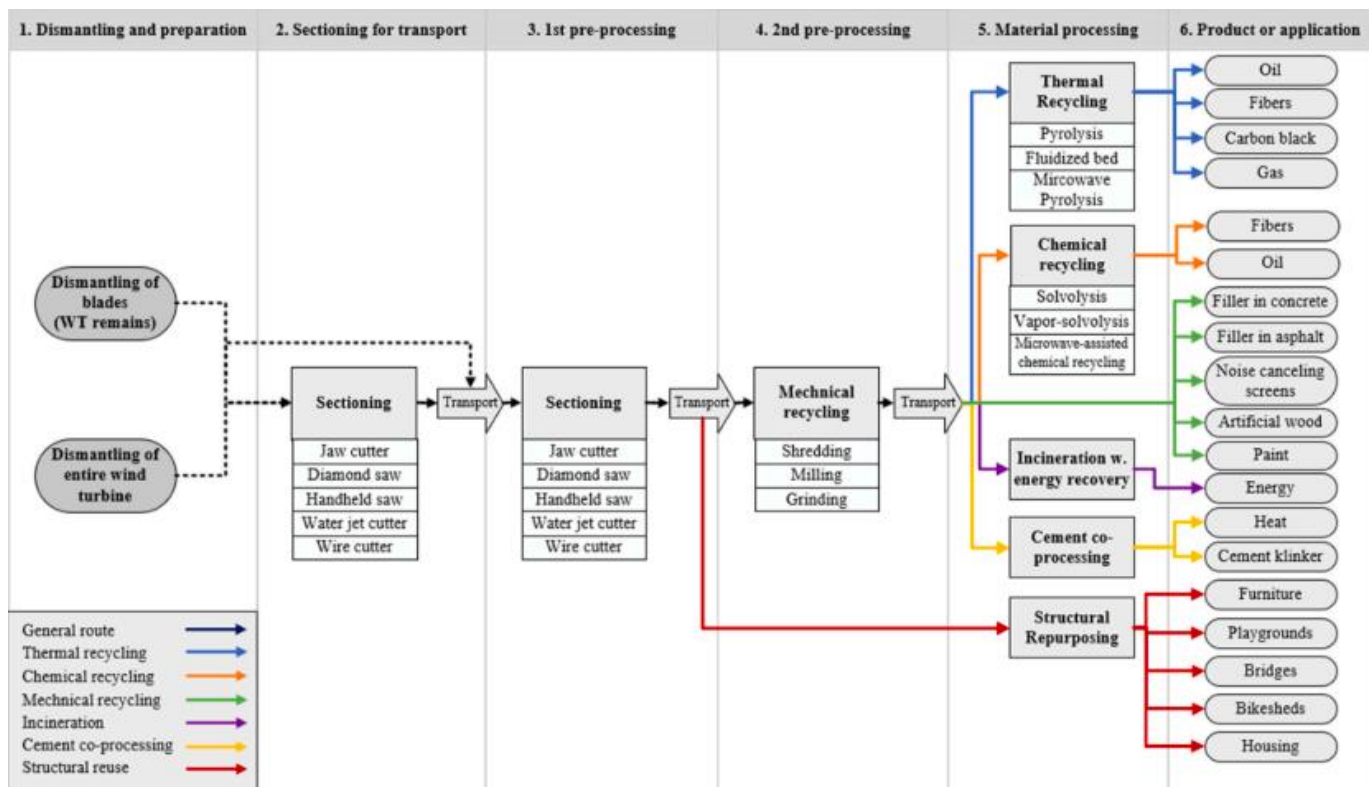 1. Dismantling and preparation
2. Sectioning for transport
3. 1st pre-processing
4. 2nd pre-processing
5. Material processing
6. Product or application
Dismantling of
blades
(WT remains)
Dismantling of
entire wind
turbine
Sectioning
Jaw cutter
Diamond saw
Handheld saw
Water jet cutter
Wire cutter
Transport
Sectioning
Jaw cutter
Diamond saw
Handheld saw
Water jet cutter
Wire cutter
Transport
Mechnical
recycling
Shredding
Milling
Grinding
Transport
Thermal
Recycling
Pyrolysis
Fluidized bed
Mircowave
Pyrolysis
Chemical
recycling
Solvolysis
Vapor-solvolysis
Microwave-assisted
chemical recycling
Incineration w.
energy recovery
Cement co-
processing
Structural
Repurposing
Oil
Fibers
Carbon black
Gas
Fibers
Oil
Filler in concrete
Filler in asphalt
Noise canceling
screens
Artificial wood
Paint
Energy
Heat
Cement klinker
Furniture
Playgrounds
Bridges
Bikesheds
Housing
General route
Thermal recycling
Chemical recycling
Mechnical recycling
Incineration
Cement co-processing
Structural reuse